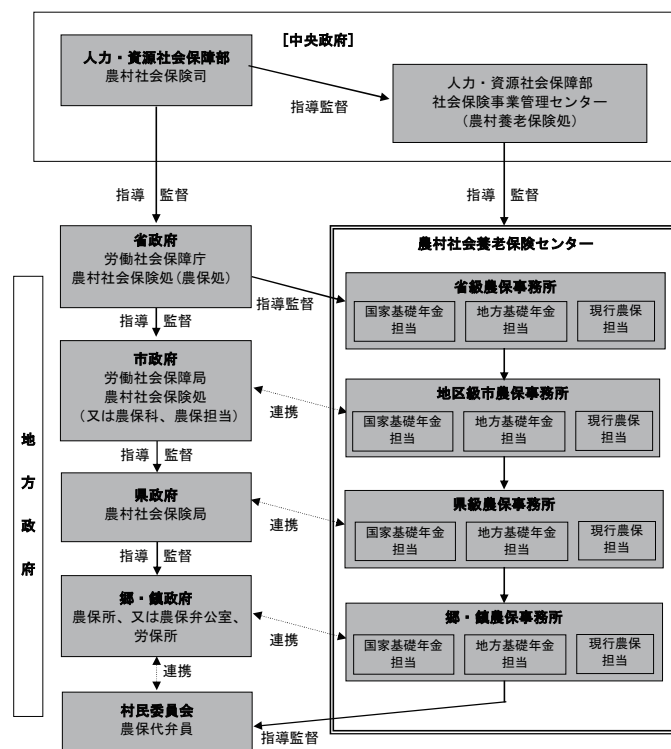 [中央政府]
人力・資源社会保障部
農村社会保険司
指導監督
人力・資源社会保障部
社会保険事業管理センター
（農村養老保険処）
指導 監督
指導 監督
省政府
労働社会保障庁
農村社会保険処（農保処）
指導監督
指導 監督
市政府
労働社会保障局
農村社会保険処
（又は農保科、農保担当）
連携
指導 監督
県政府
農村社会保険局
連携
指導 監督
郷・鎮政府
農保所、又は農保弁公室、
労保所
連携
連携
村民委員会
農保代弁員
指導監督
地方政府
農村社会養老保険センター
省級農保事務所
国家基礎年金
担当
地方基礎年金
担当
現行農保
担当
地区級市農保事務所
国家基礎年金
担当
地方基礎年金
担当
現行農保
担当
県級農保事務所
国家基礎年金
担当
地方基礎年金
担当
現行農保
担当
郷・鎮農保事務所
国家基礎年金
担当
地方基礎年金
担当
現行農保
担当